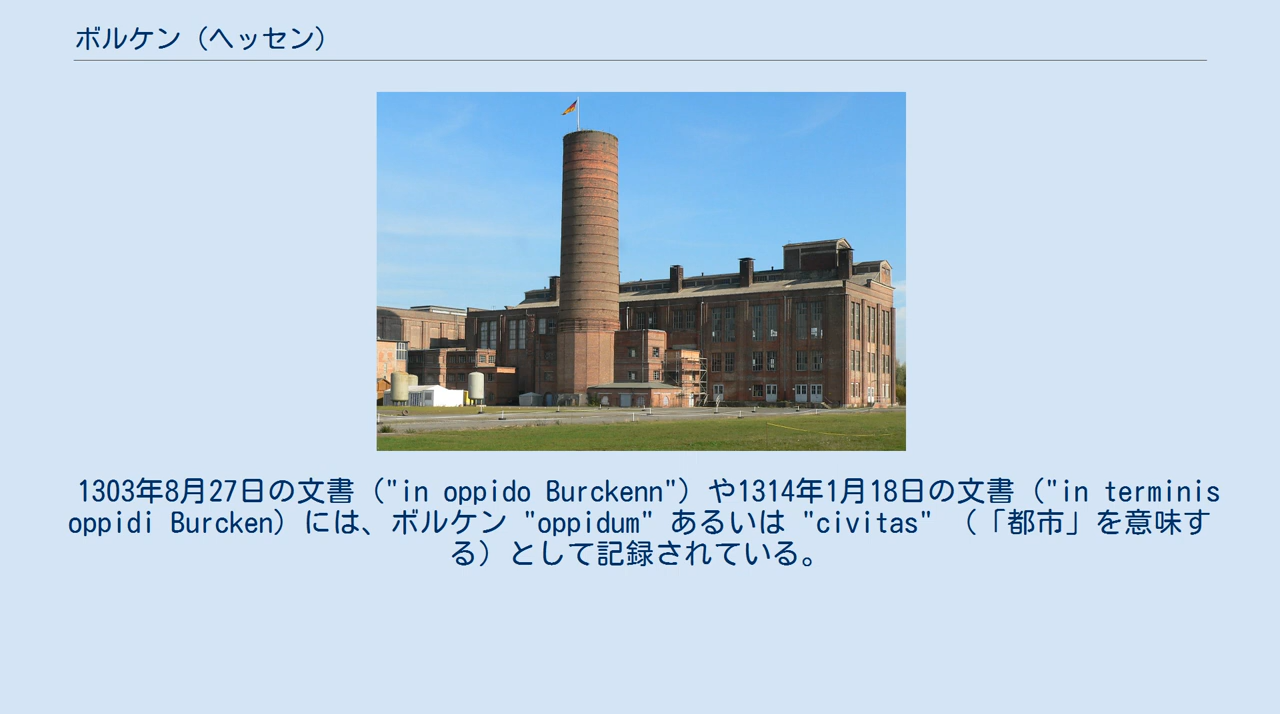 ボルケン（ヘッセン）
1303年8月27日の文書（"in oppido Burckenn"）や1314年1月18日の文書（"in terminis
oppidi Burcken）には、ボルケン "oppidum" あるいは "civitas" （「都市」を意味す
る）として記録されている。